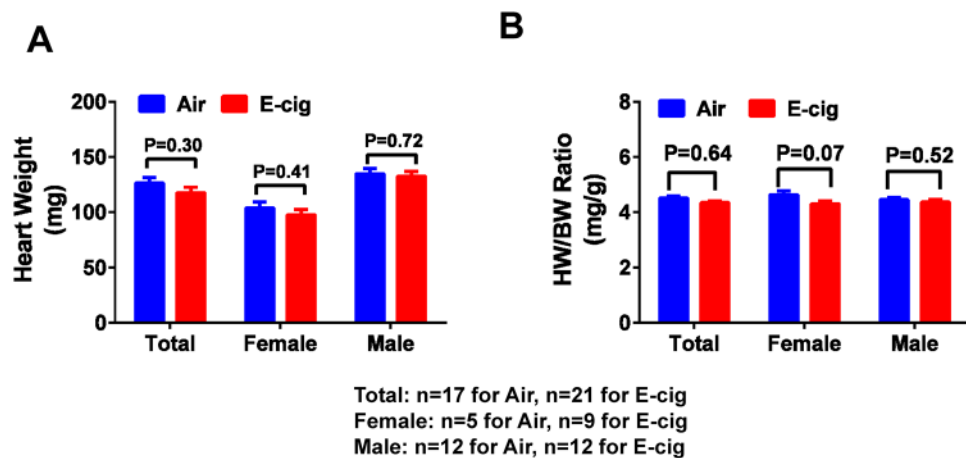 A
Air E-cig
Heart Weight
(mg)
200
150
100
50
0
P=0.30
P=0.41
P=0.72
Total Female Male
B
Air E-cig
HW/BW Ratio
(mg/g)
8
6
4
2
0
P=0.64
P=0.07
P=0.52
Total Female Male
Total: n=17 for Air, n=21 for E-cig
Female: n=5 for Air, n=9 for E-cig
Male: n=12 for Air, n=12 for E-cig